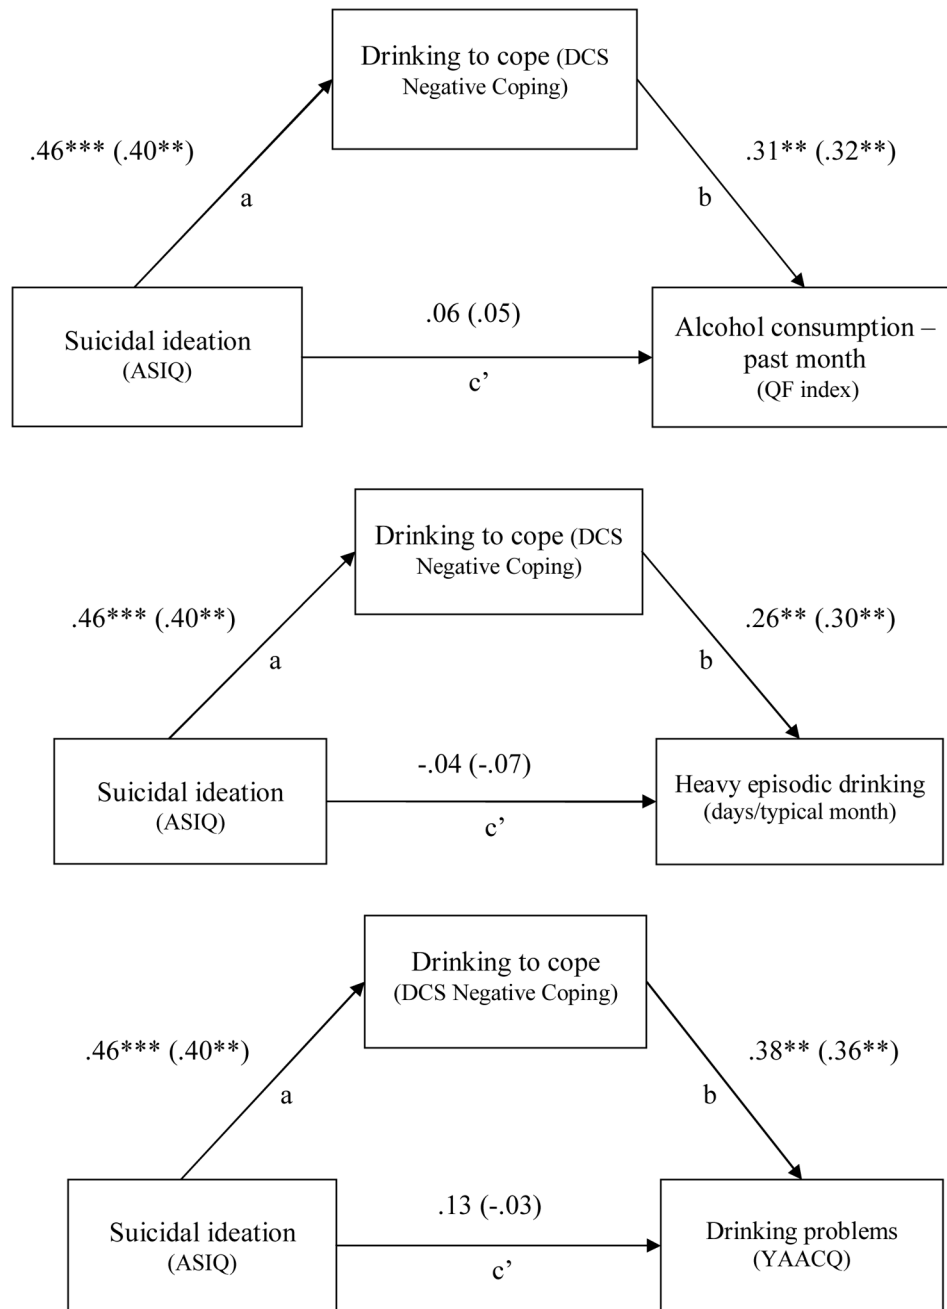 Drinking to cope (DCS
Negative Coping)
.46*** (.40**)
.31** (.32**)
a
b
.06 (.05)
Suicidal ideation
(ASIQ)
c’
Alcohol consumption –
past month
(QF index)
Drinking to cope (DCS
Negative Coping)
.46*** (.40**)
.26** (.30**)
a
b
-.04 (-.07)
Suicidal ideation
(ASIQ)
c’
Heavy episodic drinking
(days/typical month)
Drinking to cope
(DCS Negative Coping)
.46*** (.40**)
.38** (.36**)
a
b
.13 (-.03)
Suicidal ideation
(ASIQ)
c’
Drinking problems
(YAACQ)